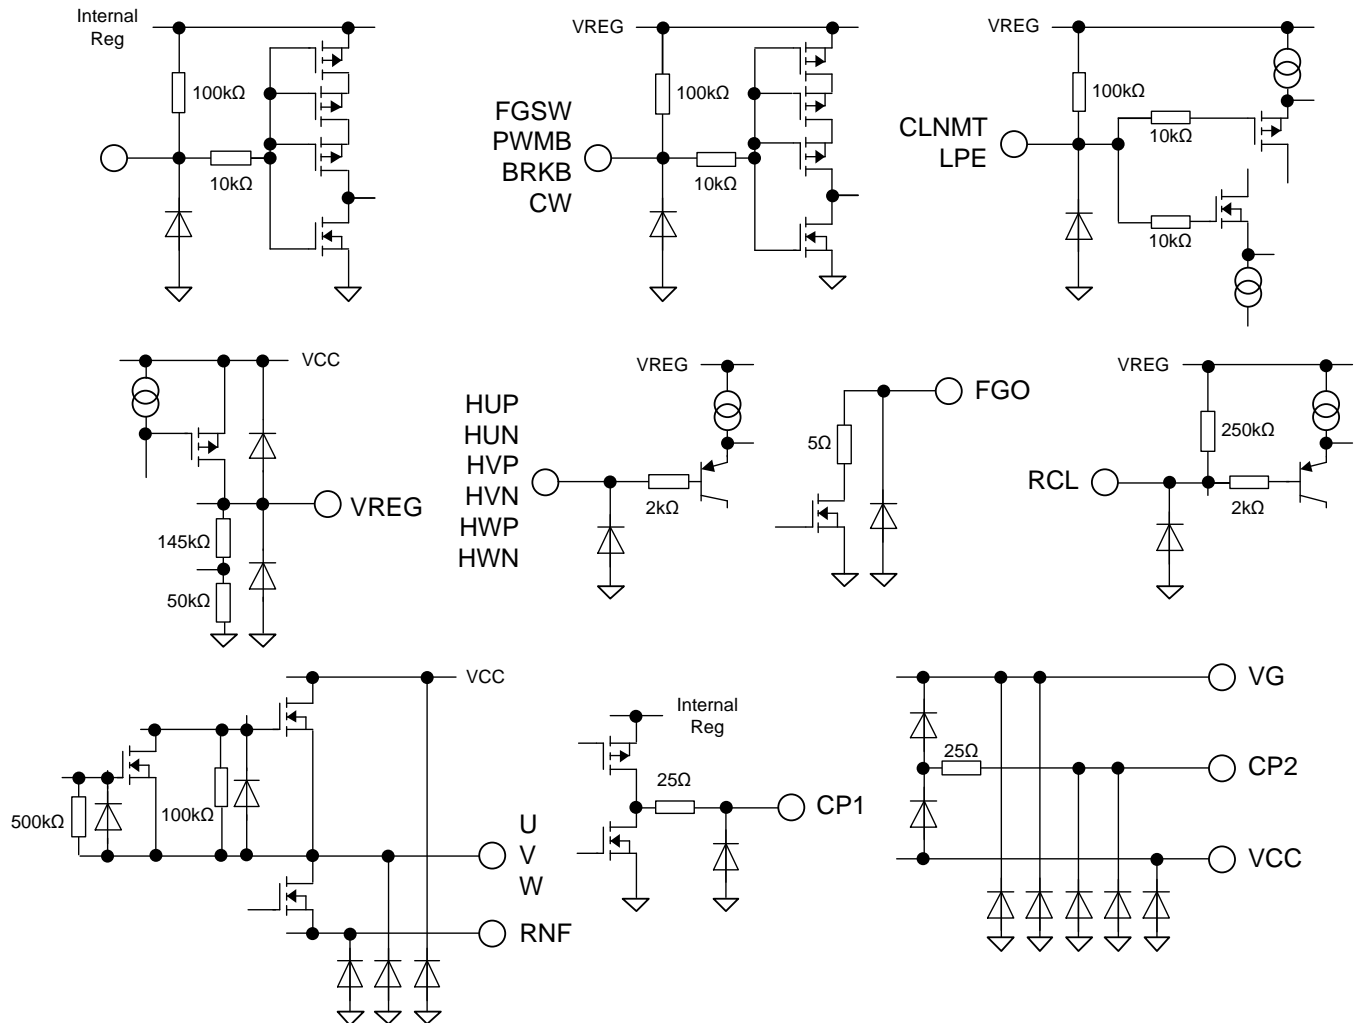 Internal
Reg
100kΩ
10kΩ
VREG
100kΩ
FGSW
PWMB
BRKB
CW
10kΩ
VREG
100kΩ
CLNMT
LPE
10kΩ
10kΩ
VCC
VREG
145kΩ
50kΩ
VREG
HUP
HUN
HVP
HVN
HWP
HWN
2kΩ
FGO
5Ω
VREG
250kΩ
RCL
2kΩ
VCC
500kΩ
100kΩ
U
V
W
RNF
Internal
Reg
25Ω
CP1
VG
25Ω
CP2
VCC